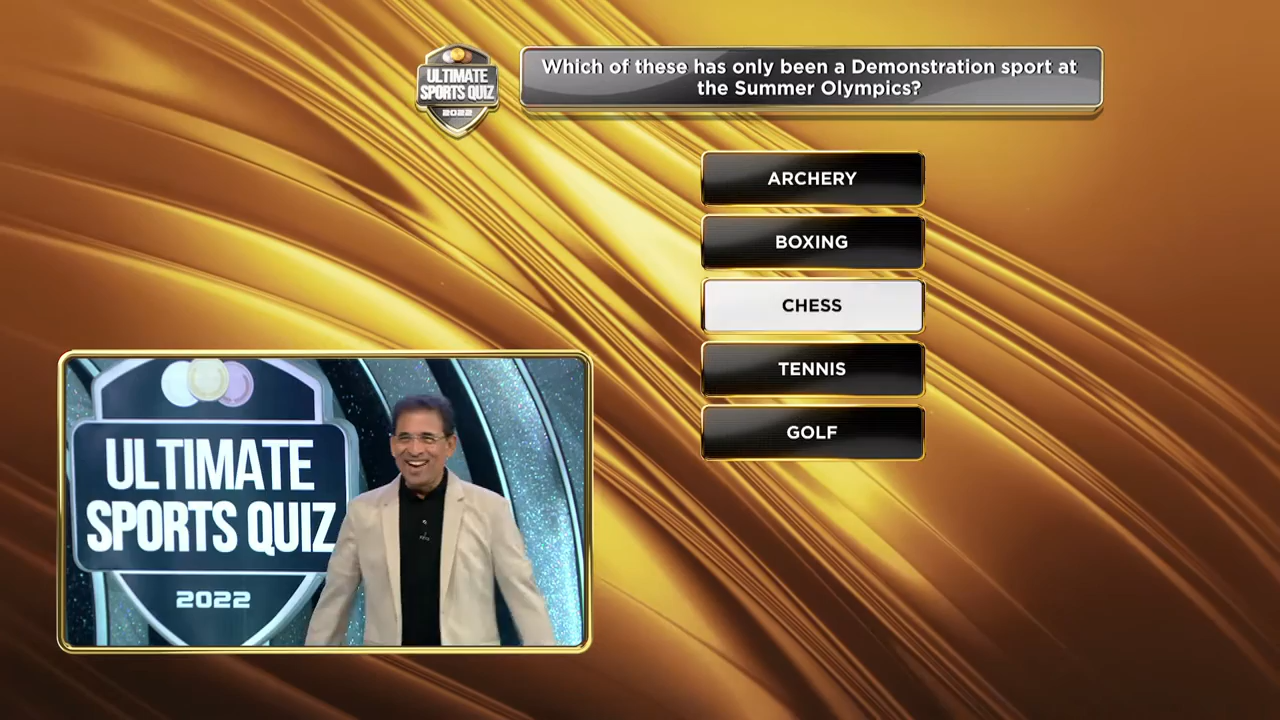 ULTIMATE
SPORTS QUIZ
2022
Which of these has only been a Demonstration sport at
the Summer Olympics?
ARCHERY
BOXING
CHESS
TENNIS
GOLF
ULTIMATE
SPORTS QUIZ
2022